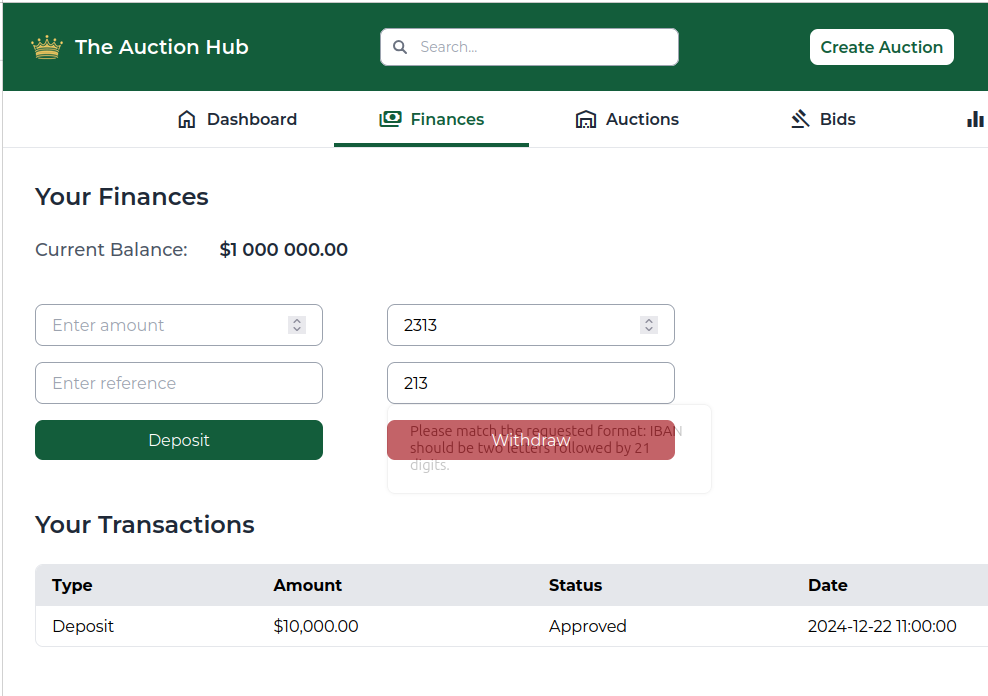 The Auction Hub
Search...
Create Auction
Dashboard
Finances
Auctions
Bids
Your Finances
Current Balance: $1 000 000.00
Enter amount
2313
Enter reference
213
Deposit
Withdraw
Please match the requested format: IBAN
should be two letters followed by 21
digits.
Your Transactions
Type Amount Status Date
Deposit $10,000.00 Approved 2024-12-22 11:00:00